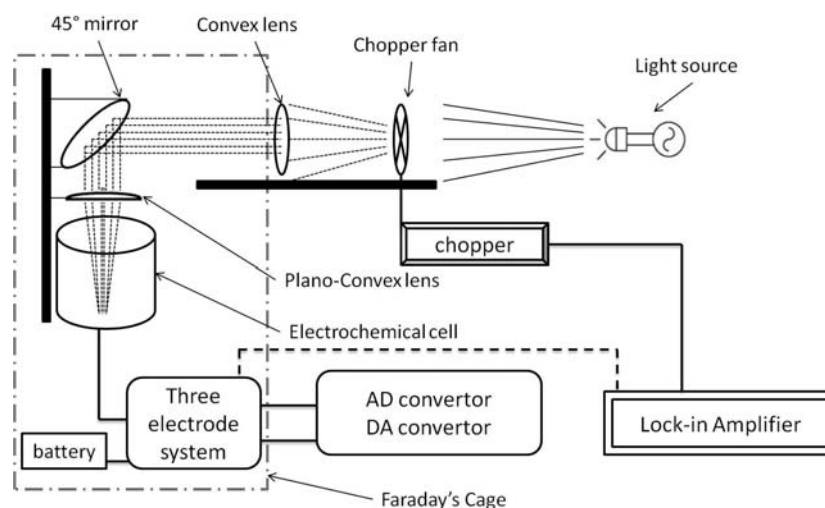 45° mirror
Convex lens
Chopper fan
Light source
chopper
Plano-Convex lens
Electrochemical cell
Three
electrode
system
AD convertor
DA convertor
Lock-in Amplifier
battery
Faraday's Cage